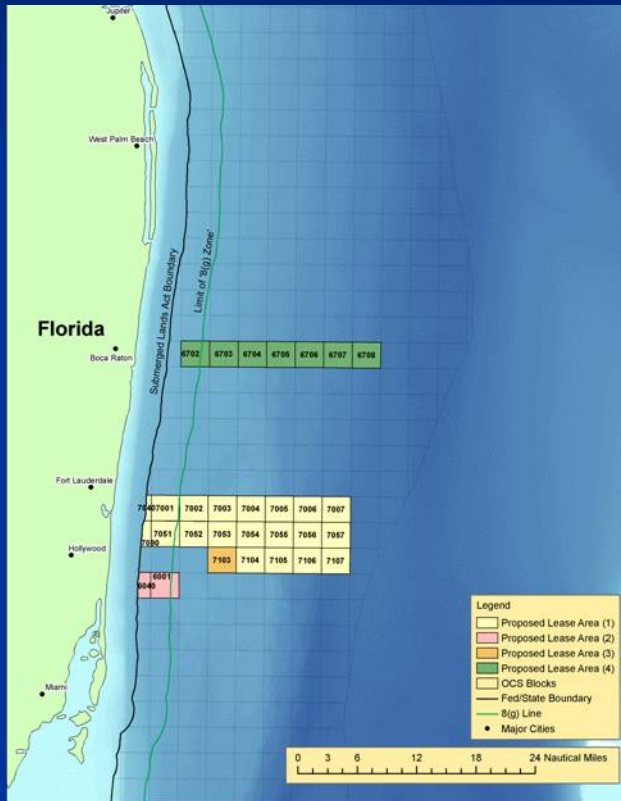 Jupiter
West Palm Beach
Submerged Lands Act Boundary
Limit of '8(g) Zone'
Florida
Boca Raton
6702 6703 6704 6705 6706 6707 6708
Fort Lauderdale
7040 7001 7002 7003 7004 7005 7006 7007
7051 7052 7053 7054 7055 7056 7057
7090
Hollywood
7103 7104 7105 7106 7107
6001
6040
Miami
Legend
Proposed Lease Area (1)
Proposed Lease Area (2)
Proposed Lease Area (3)
Proposed Lease Area (4)
OCS Blocks
Fed/State Boundary
8(g) Line
Major Cities
0 3 6 12 18 24 Nautical Miles